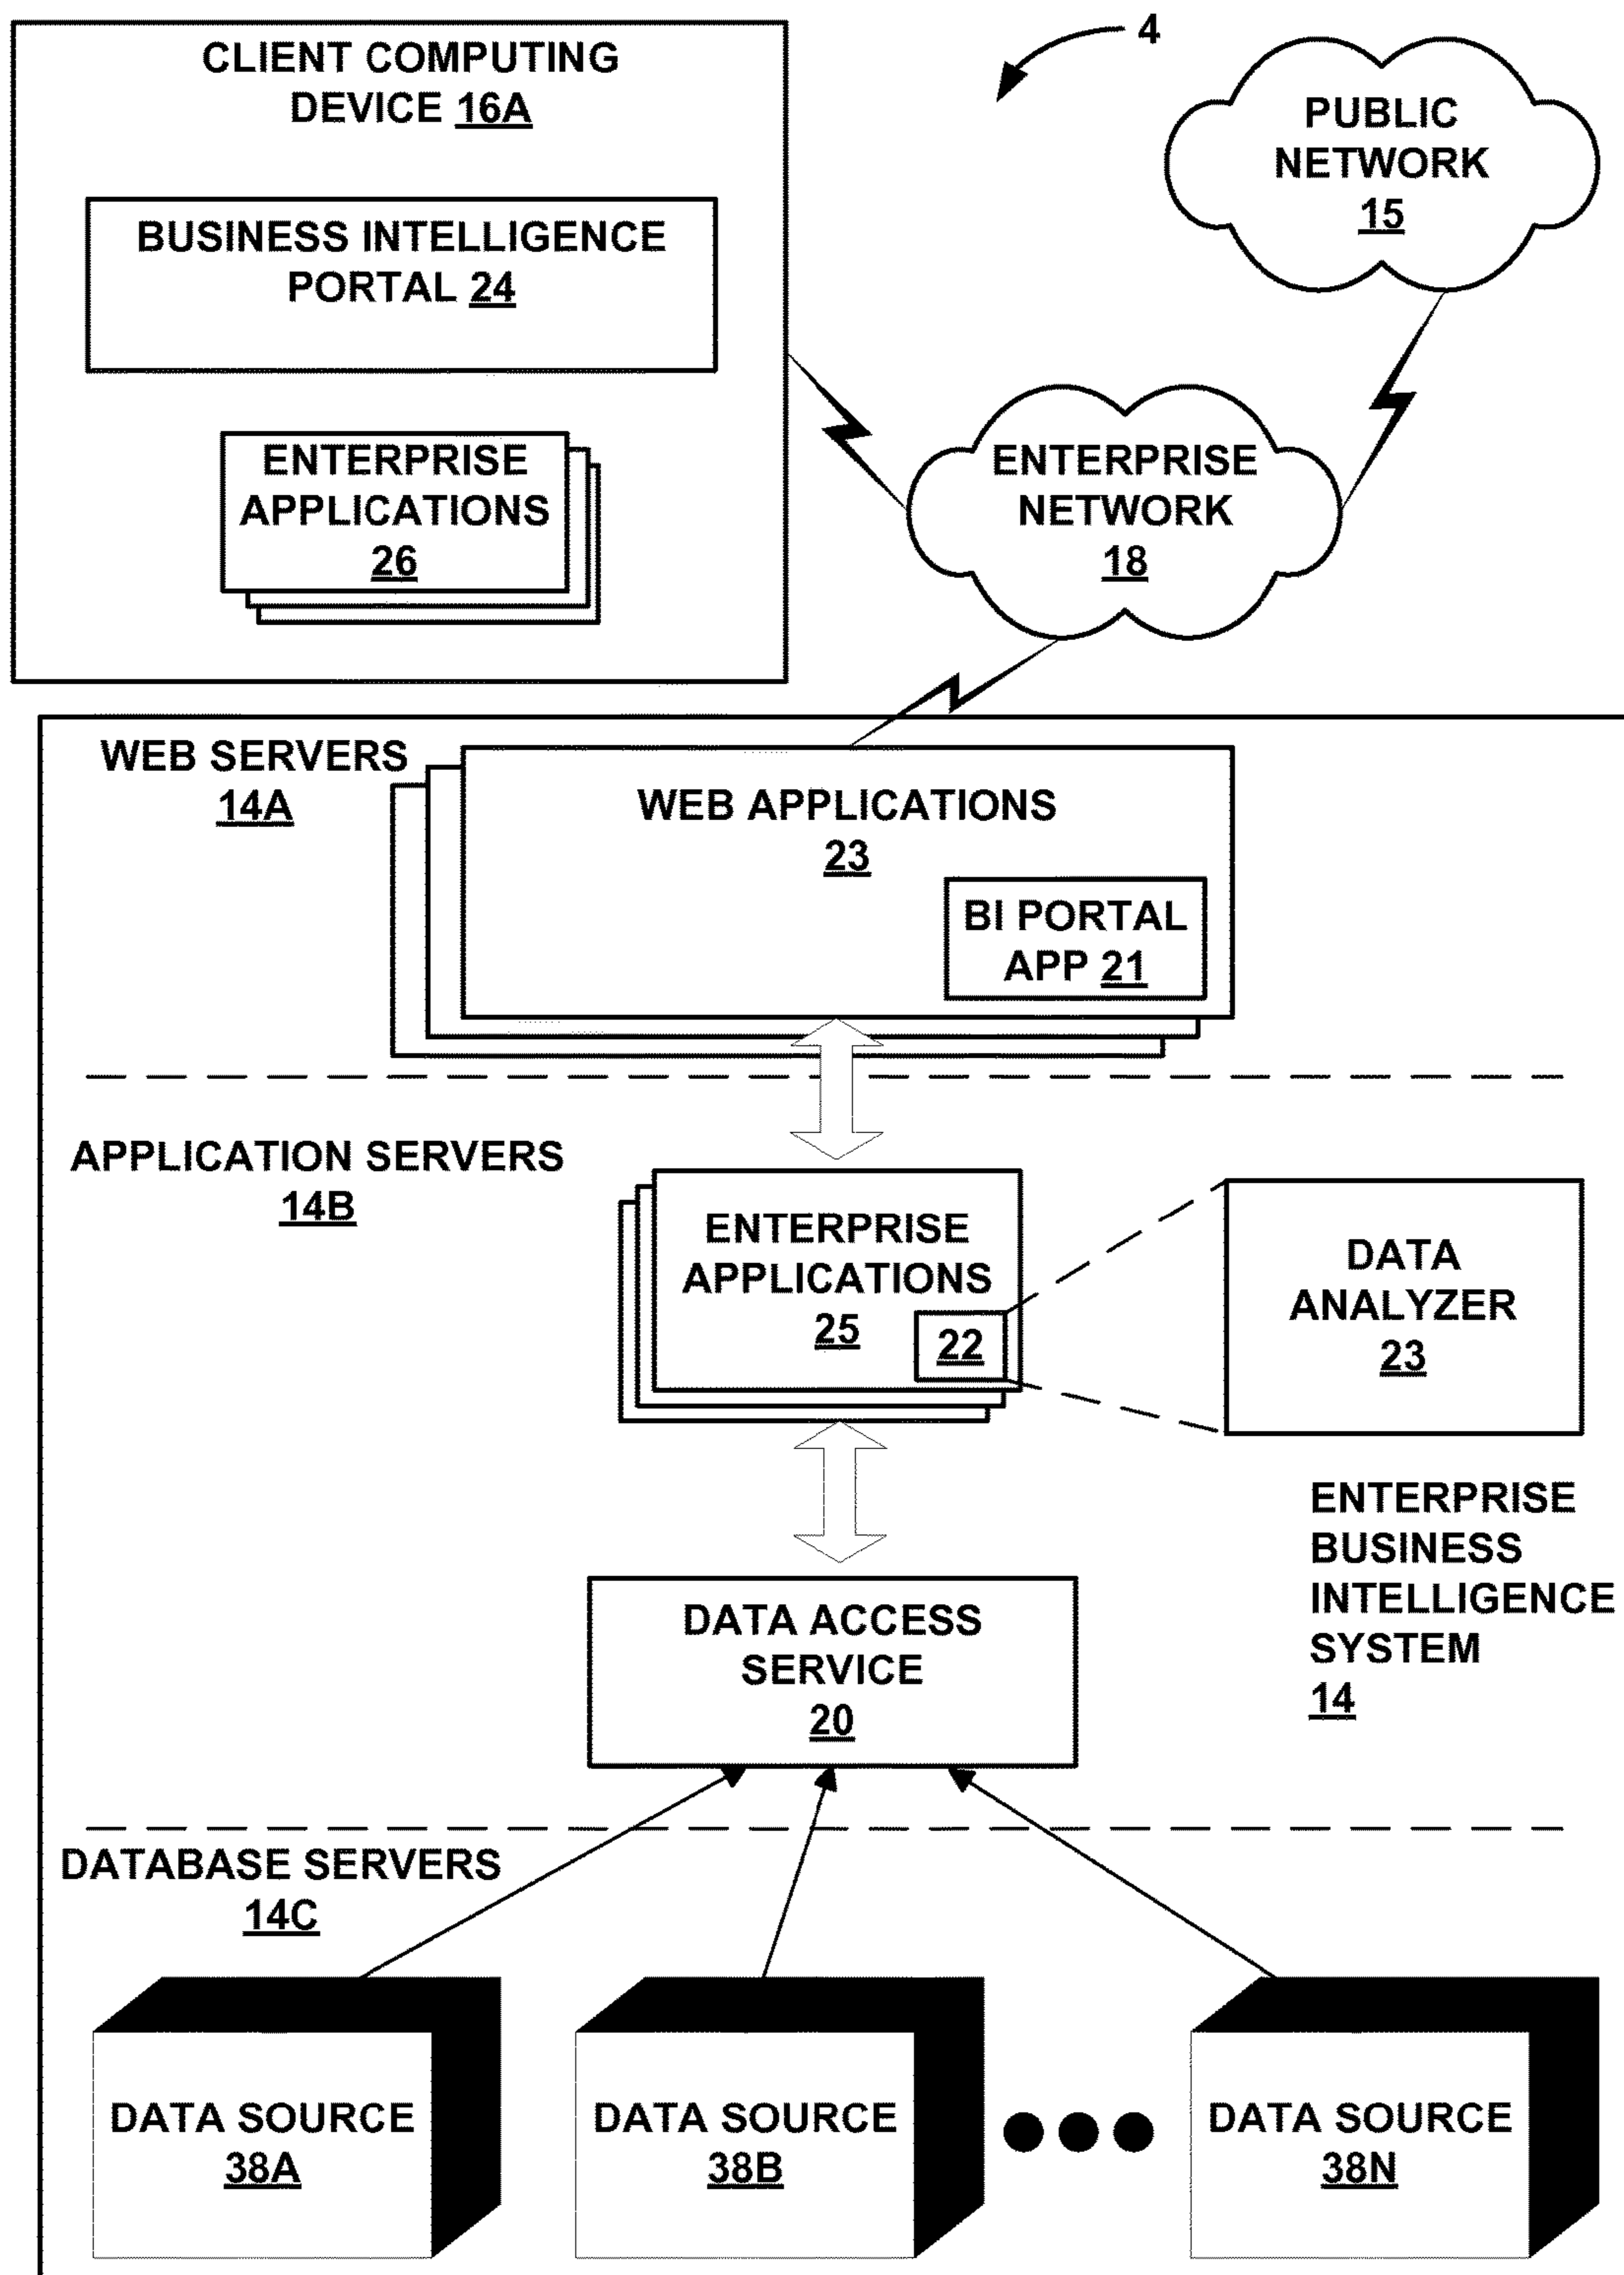 CLIENT COMPUTING
DEVICE 16A
BUSINESS INTELLIGENCE
PORTAL 24
ENTERPRISE
APPLICATIONS
26
4
PUBLIC
NETWORK
15
ENTERPRISE
NETWORK
18
WEB SERVERS
14A
WEB APPLICATIONS
23
BI PORTAL
APP 21
APPLICATION SERVERS
14B
ENTERPRISE
APPLICATIONS
25
22
DATA
ANALYZER
23
ENTERPRISE
BUSINESS
INTELLIGENCE
SYSTEM
14
DATA ACCESS
SERVICE
20
DATABASE SERVERS
14C
DATA SOURCE
38A
DATA SOURCE
38B
DATA SOURCE
38N